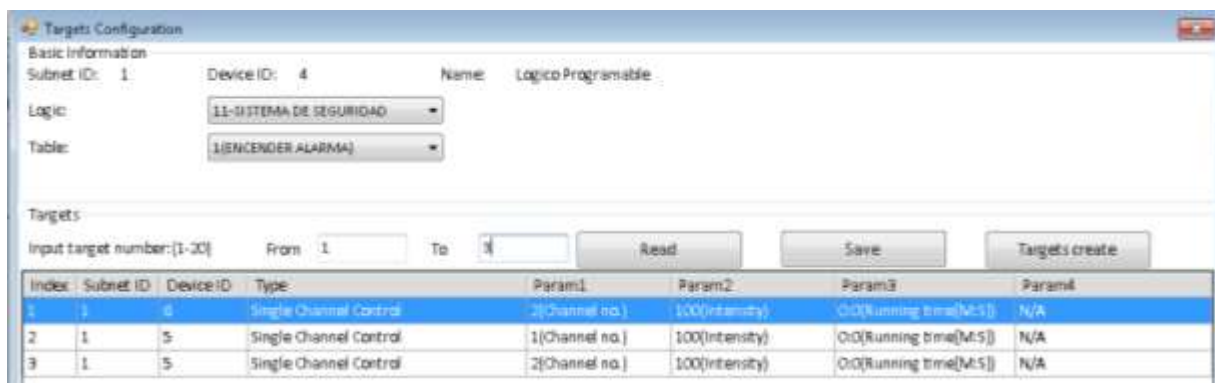 Targets Configuration
Basic Information
Subnet ID: 1 Device ID: 4 Name: Logico Programable
Logic: 11-SISTEMA DE SEGURIDAD
Table: 1(ENCENDER ALARMA)
Targets
Input target number:(1-20) From 1 To 3 Read Save Targets create
Index Subnet ID Device ID Type Param1 Param2 Param3 Param4
1 1 6 Single Channel Control 2(Channel no.) 100(Intensity) 0:0(Running time[M:S]) N/A
2 1 5 Single Channel Control 1(Channel no.) 100(Intensity) 0:0(Running time[M:S]) N/A
3 1 5 Single Channel Control 2(Channel no.) 100(Intensity) 0:0(Running time[M:S]) N/A